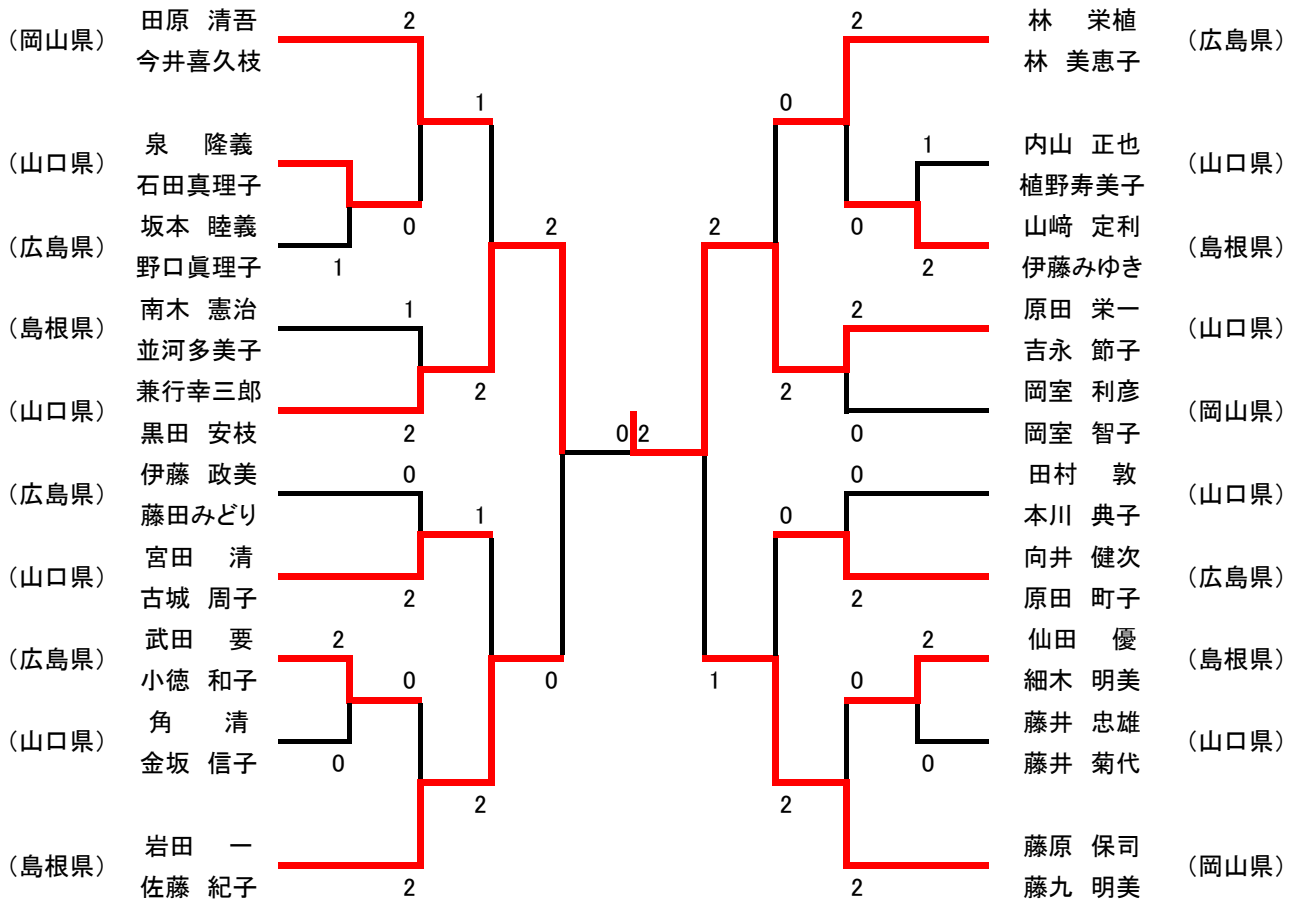 田原 清吾 2
(岡山県)
今井喜久枝
1
泉 隆義
(山口県)
石田真理子
0
坂本 睦義 2
(広島県)
野口眞理子 1
南木 憲治 1
(島根県)
並河多美子
兼行幸三郎 2
(山口県)
黒田 安枝 2
0
伊藤 政美 0
(広島県)
藤田みどり 1
宮田 清
(山口県)
古城 周子 2
武田 要 2
(広島県)
小徳 和子 0 0
角 清
(山口県)
金坂 信子 0
2
岩田 一
(島根県)
佐藤 紀子 2
2 林 栄植
(広島県)
林 美恵子
0
1 内山 正也
(山口県)
植野寿美子
2 0 山﨑 定利
(島根県)
2 伊藤みゆき
2 原田 栄一
(山口県)
吉永 節子
2 岡室 利彦
(岡山県)
2 0 岡室 智子
0 田村 敦
(山口県)
0 本川 典子
向井 健次
(広島県)
2 原田 町子
2 仙田 優
(島根県)
1 0 細木 明美
藤井 忠雄
(山口県)
0 藤井 菊代
2
藤原 保司
(岡山県)
2 藤九 明美